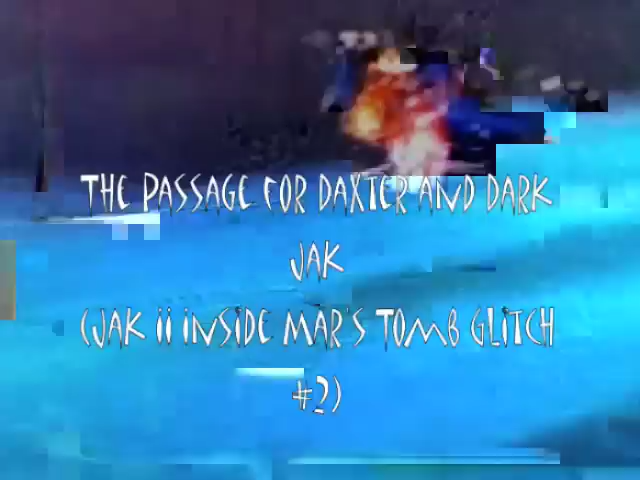 THE PASSAGE FOR DAXTER AND DARK
JAK
(JAK II INSIDE MAR'S TOMB GLITCH
#2)